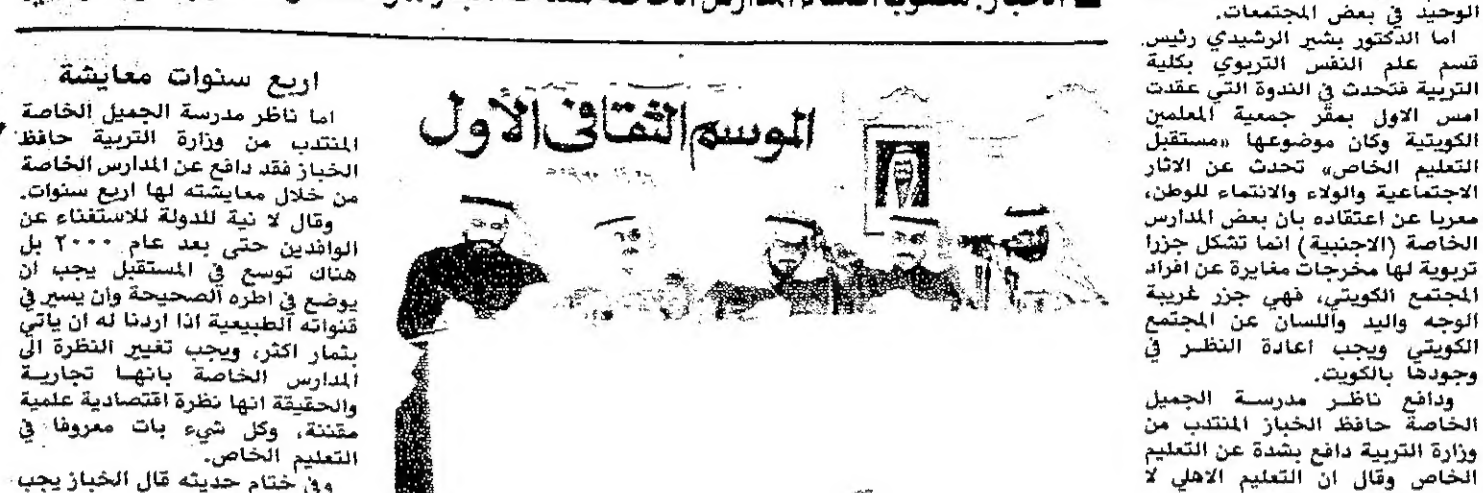 الوحيد في بعض المجتمعات.
اما الدكتور بشير الرشيدي رئيس
قسم علم النفس التربوي بكلية
التربية فتحدث في الندوة التي عقدت
امس الاول بمقر جمعية المعلمين
الكويتية وكان موضوعها «مستقبل
التعليم الخاص» تحدث عن الاثار
الاجتماعية والولاء والانتماء للوطن،
معربا عن اعتقاده بان بعض المدارس
الخاصة (الاجنبية) انما تشكل جزرا
تربوية لها مخرجات مغايرة عن افراد
المجتمع الكويتي، فهي جزر غريبة
الوجه واليد واللسان عن المجتمع
الكويتي ويجب اعادة النظر في
وجودها بالكويت.
ودافع ناظر مدرسة الجميل
الخاصة حافظ الخباز المنتدب من
وزارة التربية دافع بشدة عن التعليم
الخاص وقال ان التعليم الاهلي لا
الموسم الثقافي الأول
اربع سنوات معايشة
اما ناظر مدرسة الجميل الخاصة
المنتدب من وزارة التربية حافظ
الخباز فقد دافع عن المدارس الخاصة
من خلال معايشته لها اربع سنوات.
وقال لا نية للدولة للاستغناء عن
الوافدين حتى بعد عام ٢٠٠٠ بل
هناك توسع في المستقبل يجب ان
يوضع في اطره الصحيحة وان يسير في
قنواته الطبيعية اذا اردنا له ان ياتي
بثمار اكثر، ويجب تغيير النظرة الى
المدارس الخاصة بانها تجارية
والحقيقة انها نظرة اقتصادية علمية
مقننة، وكل شيء بات معروفا في
التعليم الخاص.
وفي ختام حديثه قال الخباز يجب